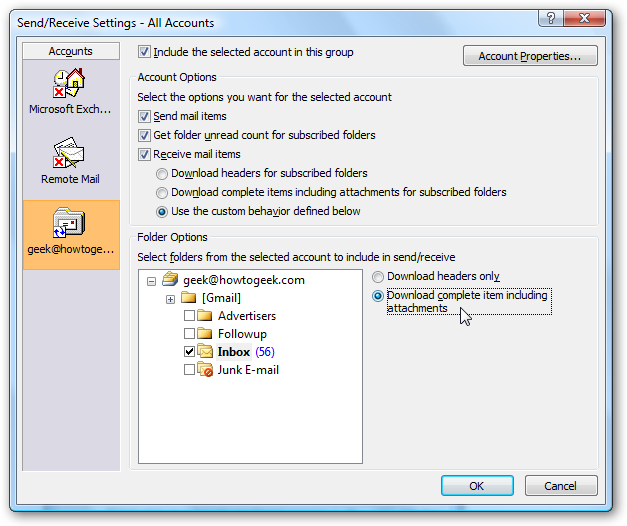 Send/Receive Settings - All Accounts
?
Accounts
Microsoft Exch...
Remote Mail
geek@howtoge...
Include the selected account in this group
Account Properties...
Account Options
Select the options you want for the selected account
Send mail items
Get folder unread count for subscribed folders
Receive mail items
Download headers for subscribed folders
Download complete items including attachments for subscribed folders
Use the custom behavior defined below
Folder Options
Select folders from the selected account to include in send/receive
geek@howtogeek.com
[Gmail]
Advertisers
Followup
Inbox (56)
Junk E-mail
Download headers only
Download complete item including
attachments
OK
Cancel